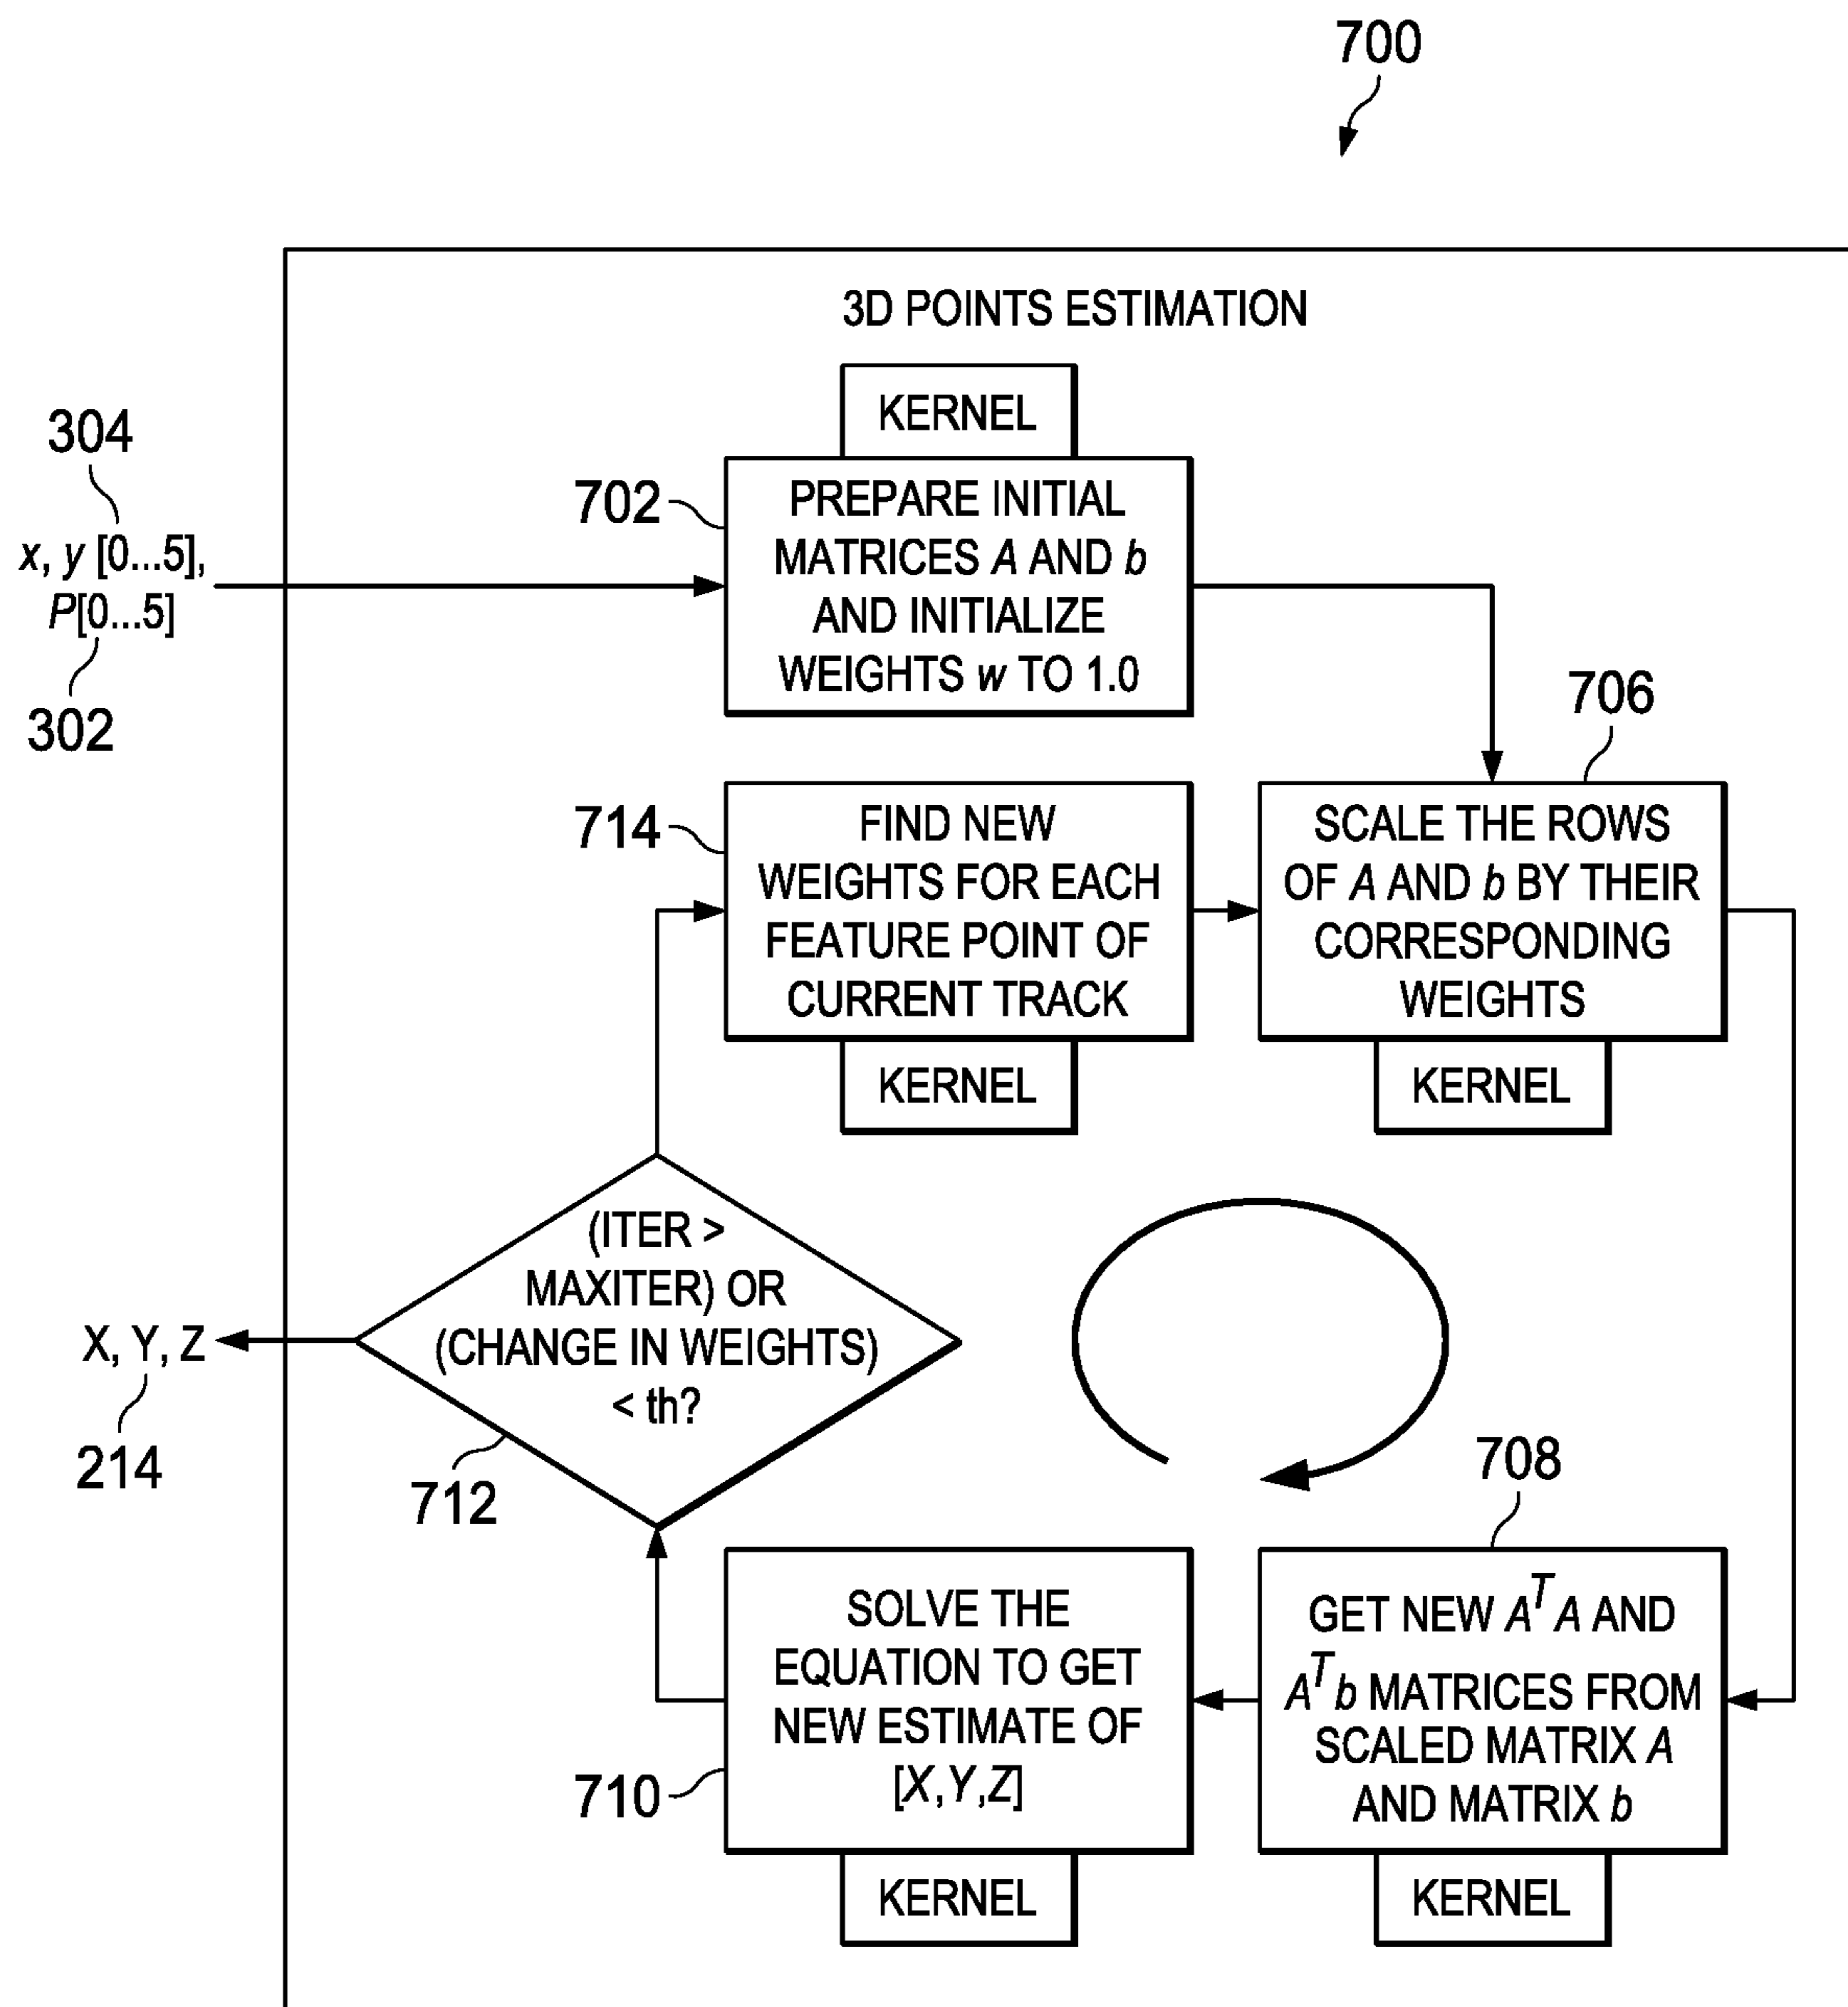 700
3D POINTS ESTIMATION
KERNEL
304
x, y [0...5],
P[0...5]
302
702
PREPARE INITIAL
MATRICES A AND b
AND INITIALIZE
WEIGHTS w TO 1.0
706
714
FIND NEW
WEIGHTS FOR EACH
FEATURE POINT OF
CURRENT TRACK
KERNEL
SCALE THE ROWS
OF A AND b BY THEIR
CORRESPONDING
WEIGHTS
KERNEL
(ITER >
MAXITER) OR
(CHANGE IN WEIGHTS)
< th?
712
X, Y, Z
214
708
SOLVE THE
EQUATION TO GET
NEW ESTIMATE OF
[X,Y,Z]
710
KERNEL
GET NEW A^T A AND
A^T b MATRICES FROM
SCALED MATRIX A
AND MATRIX b
KERNEL